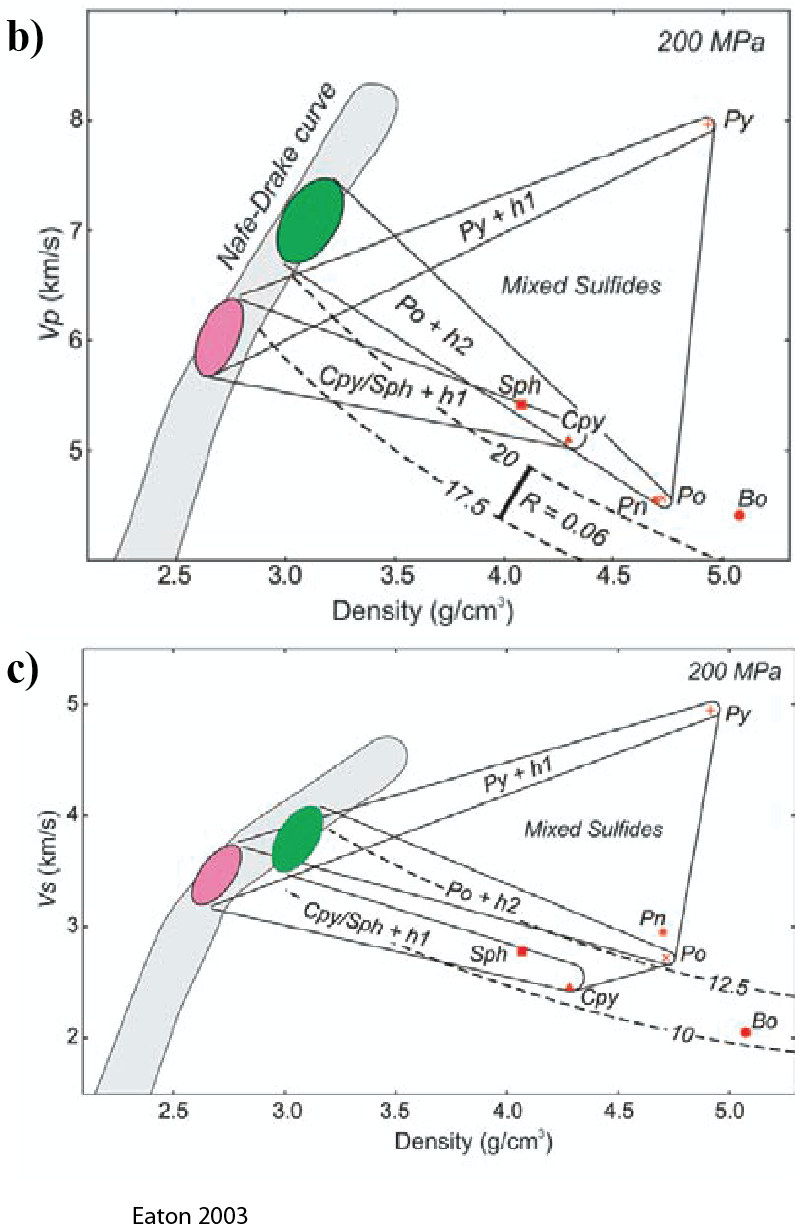 b)
200 MPa
Nafe-Drake curve
Py
Py + h1
Mixed Sulfides
Po + h2
Cpy/Sph + h1
Sph
Cpy
20
17.5
R = 0.06
Pn
Po
Bo
8
7
6
5
Vp (km/s)
2.5 3.0 3.5 4.0 4.5 5.0
Density (g/cm³)
c)
200 MPa
Py
Py + h1
Mixed Sulfides
Po + h2
Cpy/Sph + h1
Pn
Po
Sph
Cpy
12.5
10
Bo
5
4
3
2
Vs (km/s)
2.5 3.0 3.5 4.0 4.5 5.0
Density (g/cm³)
Eaton 2003